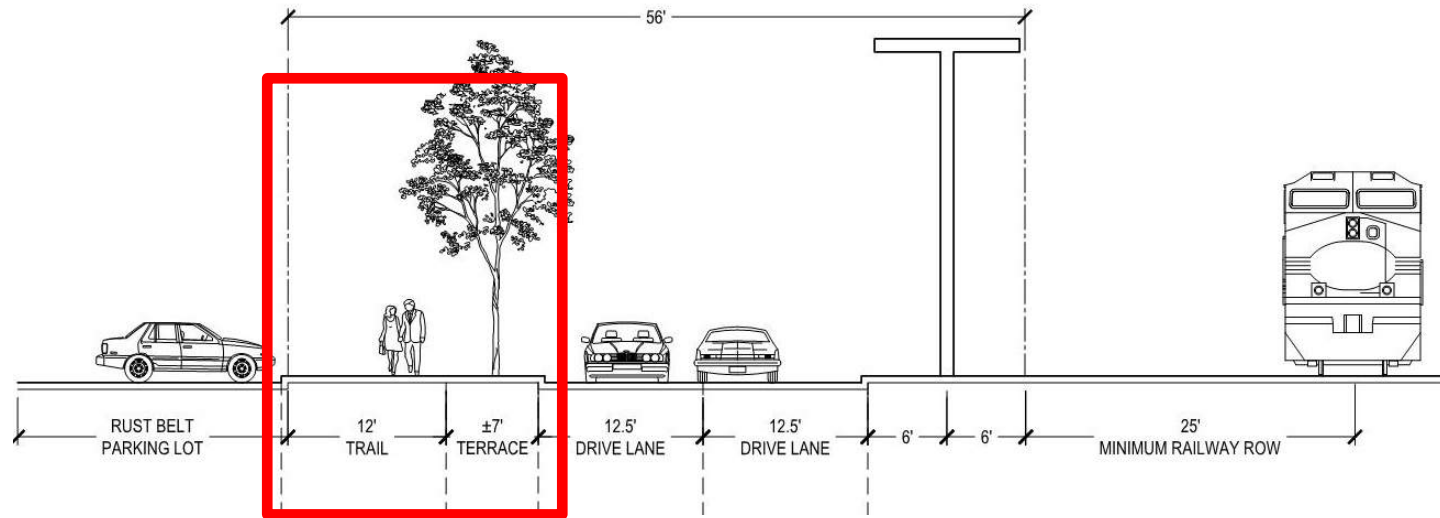 56'
RUST BELT
PARKING LOT
12'
TRAIL
±7'
TERRACE
12.5'
DRIVE LANE
12.5'
DRIVE LANE
6'
6'
25'
MINIMUM RAILWAY ROW